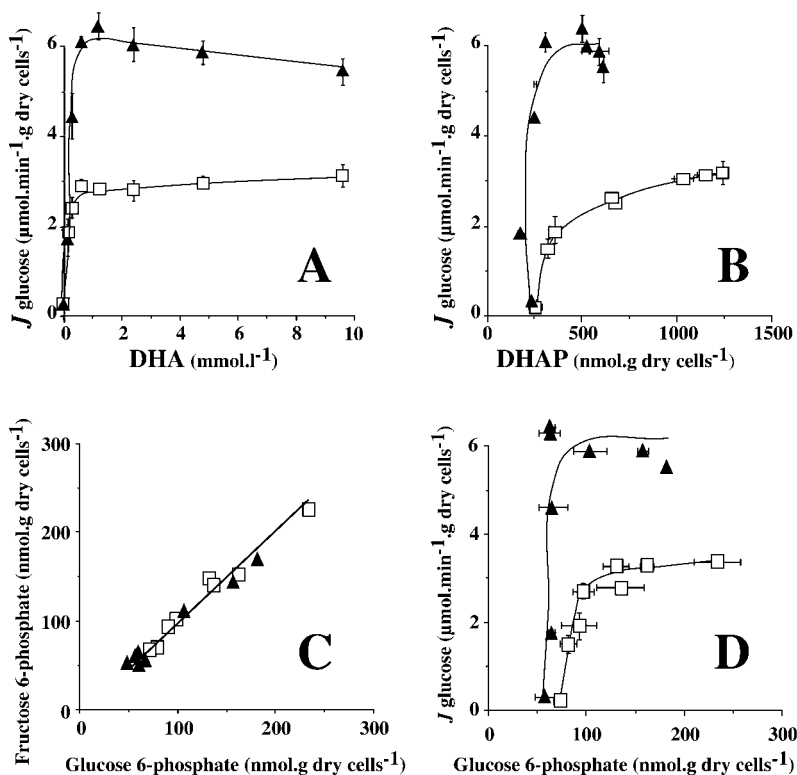 J glucose (µmol.min-1.g dry cells-1)
6
4
2
0
0 2 4 6 8 10
DHA (mmol.l-1)
A
J glucose (µmol.min-1.g dry cells-1)
6
4
2
0
0 250 500 1000 1500
DHAP (nmol.g dry cells-1)
B
Fructose 6-phosphate (nmol.g dry cells-1)
300
200
100
0
0 100 200 300
Glucose 6-phosphate (nmol.g dry cells-1)
C
J glucose (µmol.min-1.g dry cells-1)
6
4
2
0
0 100 200 300
Glucose 6-phosphate (nmol.g dry cells-1)
D